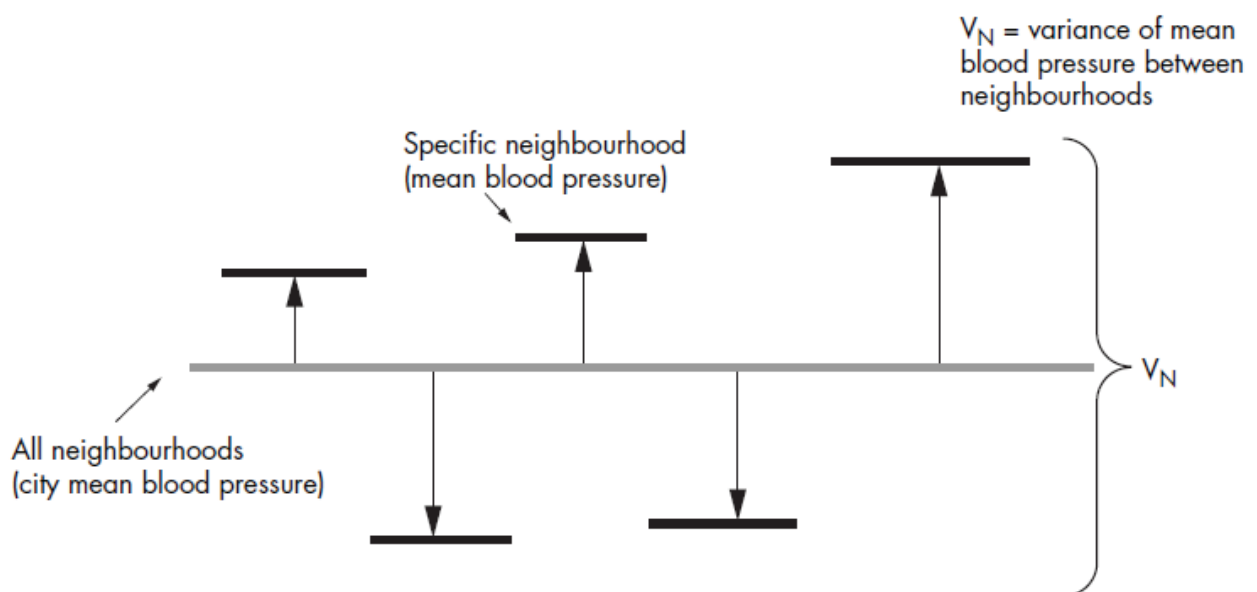 V_N = variance of mean
blood pressure between
neighbourhoods
Specific neighbourhood
(mean blood pressure)
V_N
All neighbourhoods
(city mean blood pressure)